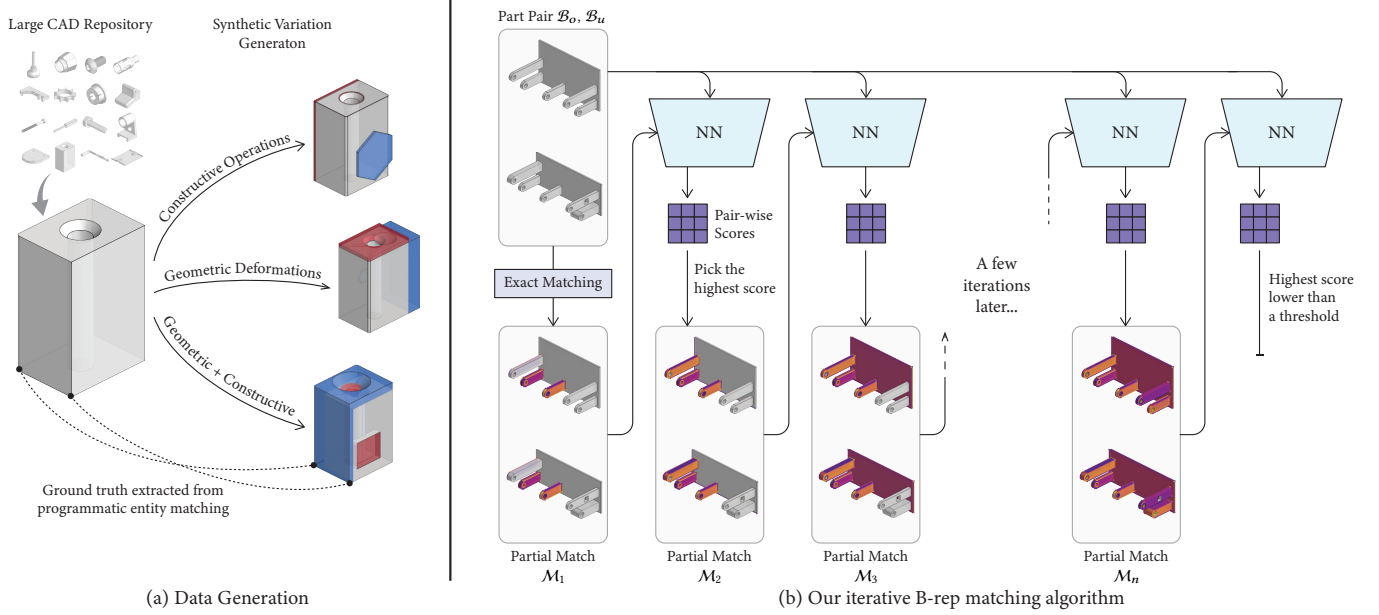 Large CAD Repository
Synthetic Variation
Generaton
Constructive Operations
Geometric Deformations
Geometric + Constructive
Ground truth extracted from
programmatic entity matching
(a) Data Generation
Part Pair 𝓑ₒ, 𝓑ᵤ
NN
NN
NN
NN
Pair-wise
Scores
Exact Matching
Pick the
highest score
A few
iterations
later...
Highest score
lower than
a threshold
Partial Match
𝓜₁
Partial Match
𝓜₂
Partial Match
𝓜₃
Partial Match
𝓜ₙ
(b) Our iterative B-rep matching algorithm